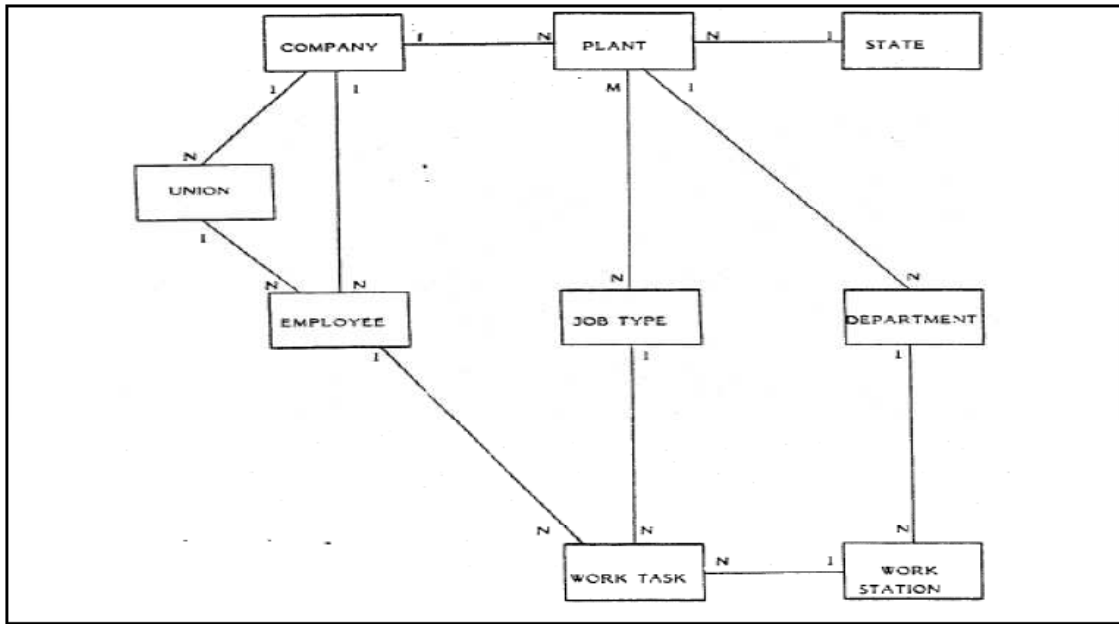 COMPANY
1
N
PLANT
N
1
STATE
1
1
M
1
N
UNION
1
N
N
N
N
EMPLOYEE
JOB TYPE
DEPARTMENT
1
1
1
N
N
N
WORK TASK
N
1
WORK
STATION